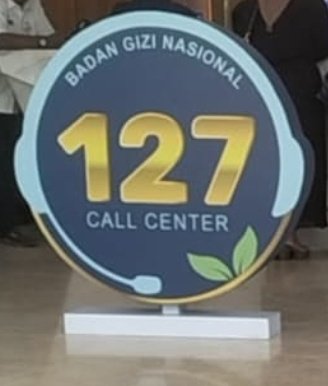 BADAN GIZI NASIONAL
127
CALL CENTER